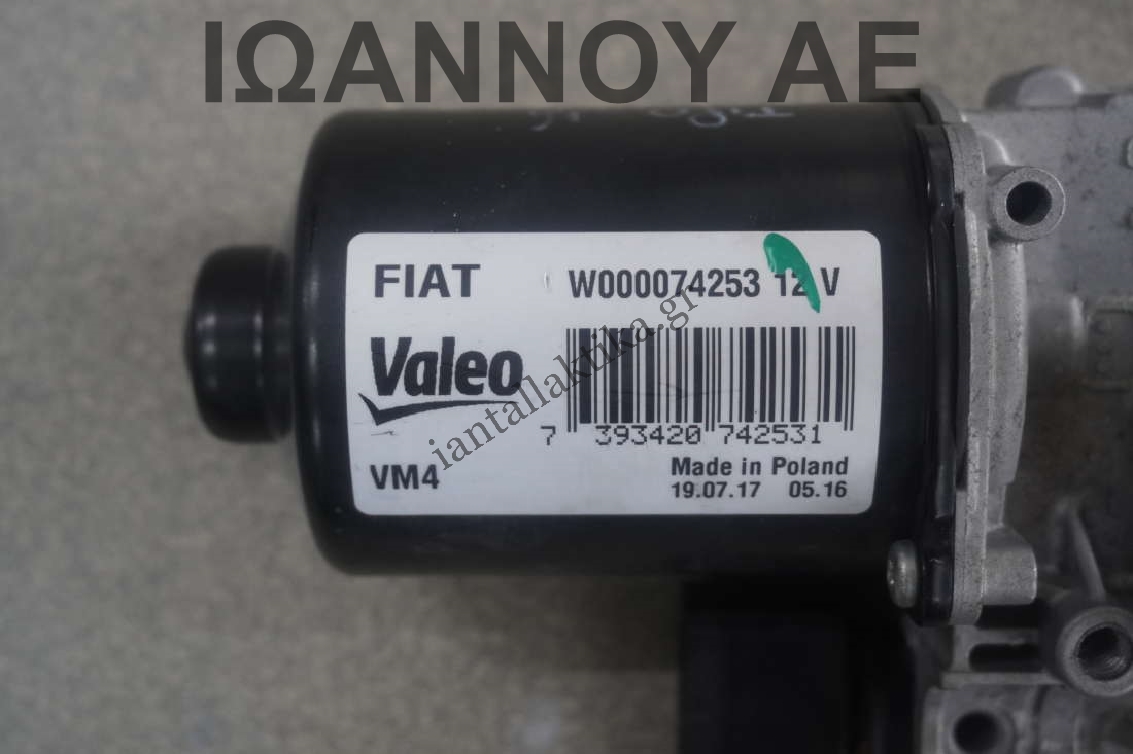 ΙΩΑΝΝΟΥ ΑΕ
FIAT W000074253 12 V
Valeo
7 393420 742531
VM4
Made in Poland
19.07.17 05.16
iantallaktika.gr